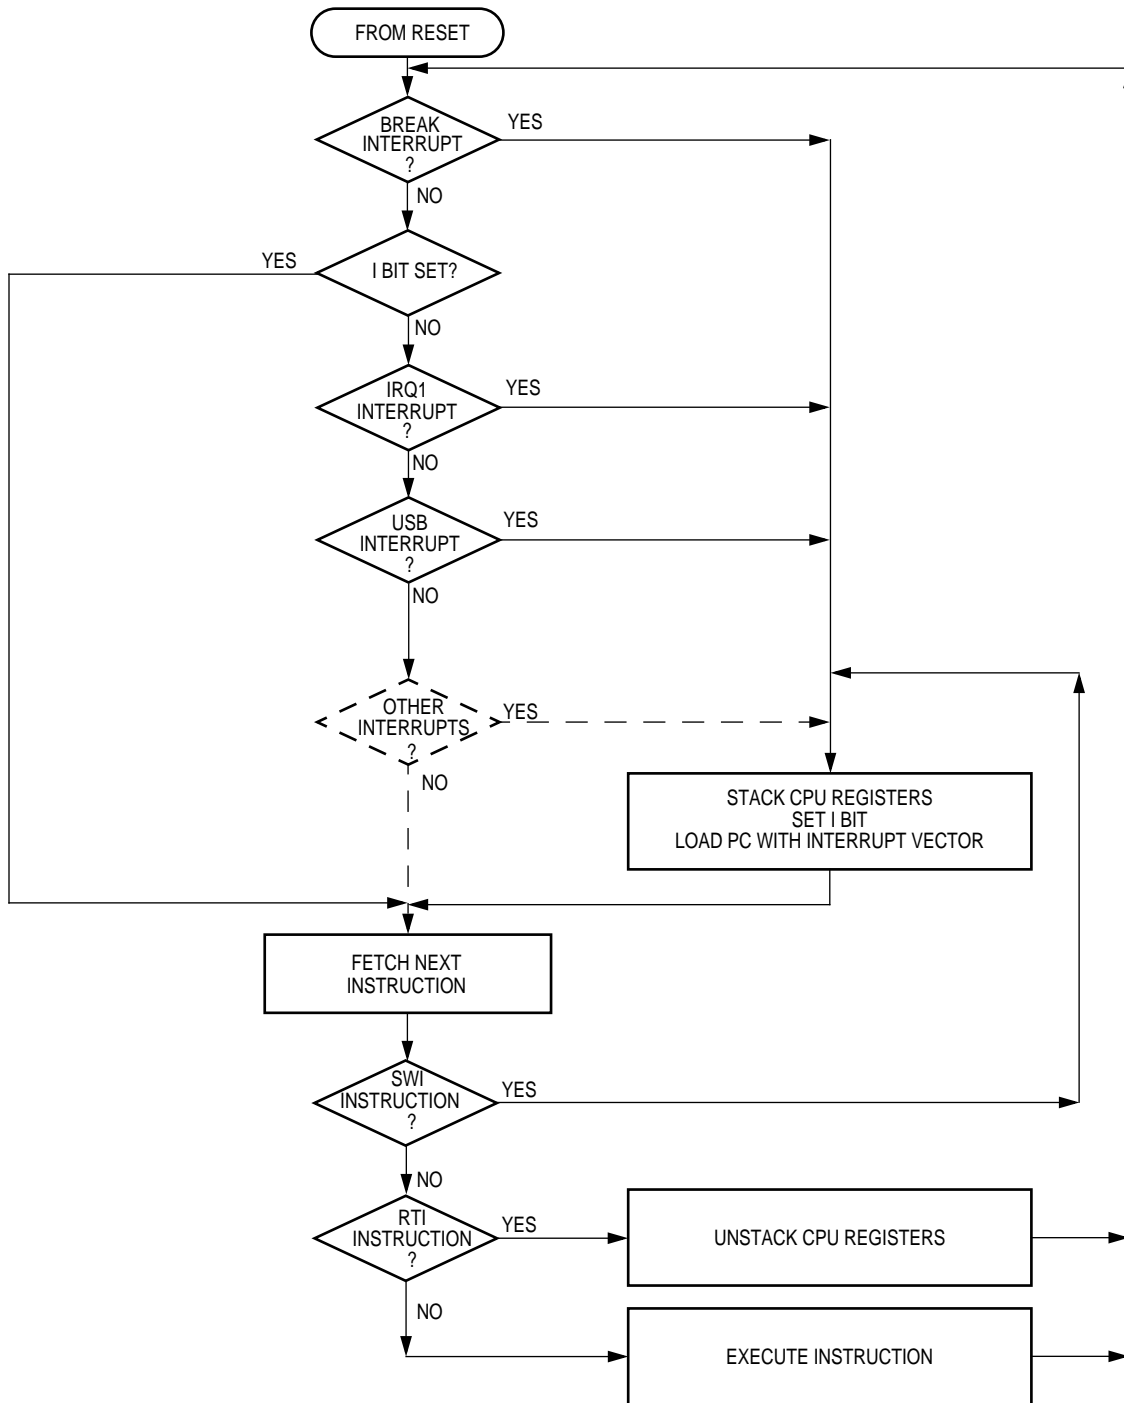 FROM RESET
BREAK
INTERRUPT
?
YES
NO
YES
I BIT SET?
NO
IRQ1
INTERRUPT
?
YES
NO
USB
INTERRUPT
?
YES
NO
OTHER
INTERRUPTS
?
YES
NO
STACK CPU REGISTERS
SET I BIT
LOAD PC WITH INTERRUPT VECTOR
FETCH NEXT
INSTRUCTION
SWI
INSTRUCTION
?
YES
NO
RTI
INSTRUCTION
?
YES
UNSTACK CPU REGISTERS
NO
EXECUTE INSTRUCTION